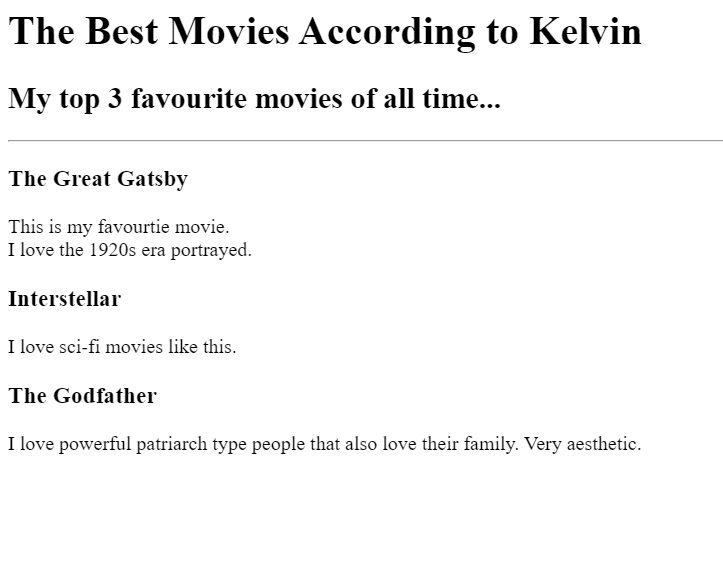 The Best Movies According to Kelvin
My top 3 favourite movies of all time...
The Great Gatsby
This is my favourtie movie.
I love the 1920s era portrayed.
Interstellar
I love sci-fi movies like this.
The Godfather
I love powerful patriarch type people that also love their family. Very aesthetic.